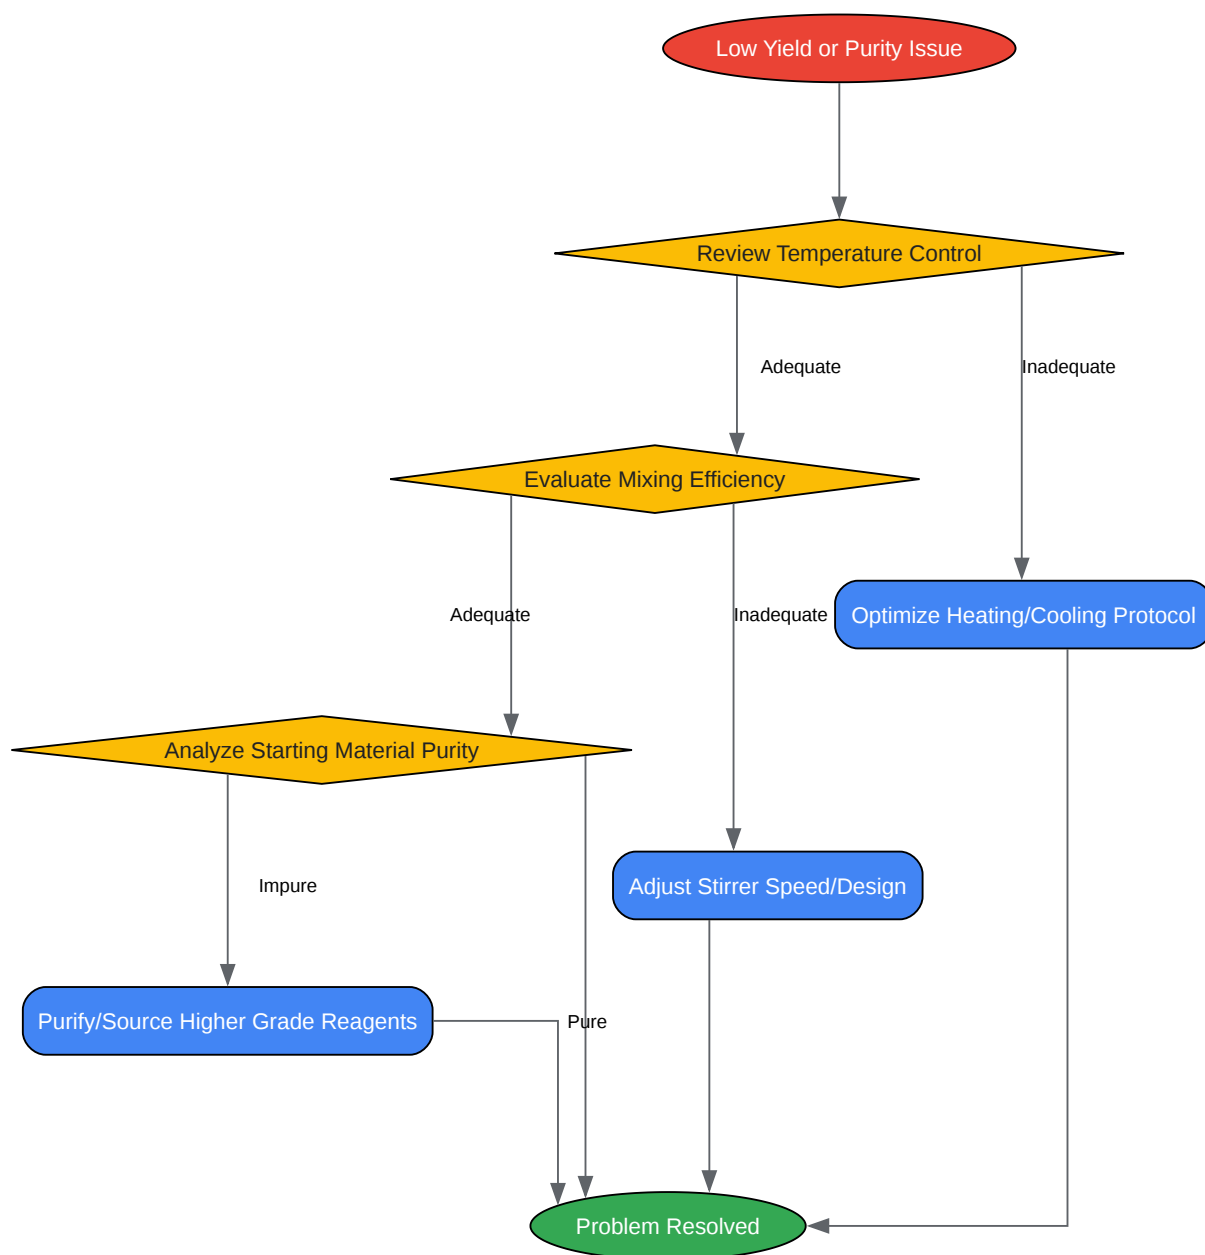 Low Yield or Purity Issue
Review Temperature Control
Adequate
Inadequate
Evaluate Mixing Efficiency
Adequate
Inadequate
Optimize Heating/Cooling Protocol
Analyze Starting Material Purity
Impure
Adjust Stirrer Speed/Design
Purify/Source Higher Grade Reagents
Pure
Problem Resolved